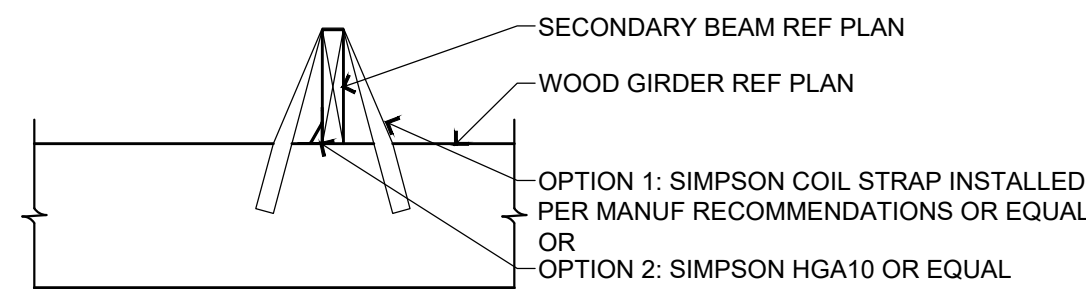 SECONDARY BEAM REF PLAN
WOOD GIRDER REF PLAN
OPTION 1: SIMPSON COIL STRAP INSTALLED
PER MANUF RECOMMENDATIONS OR EQUAL
OR
OPTION 2: SIMPSON HGA10 OR EQUAL